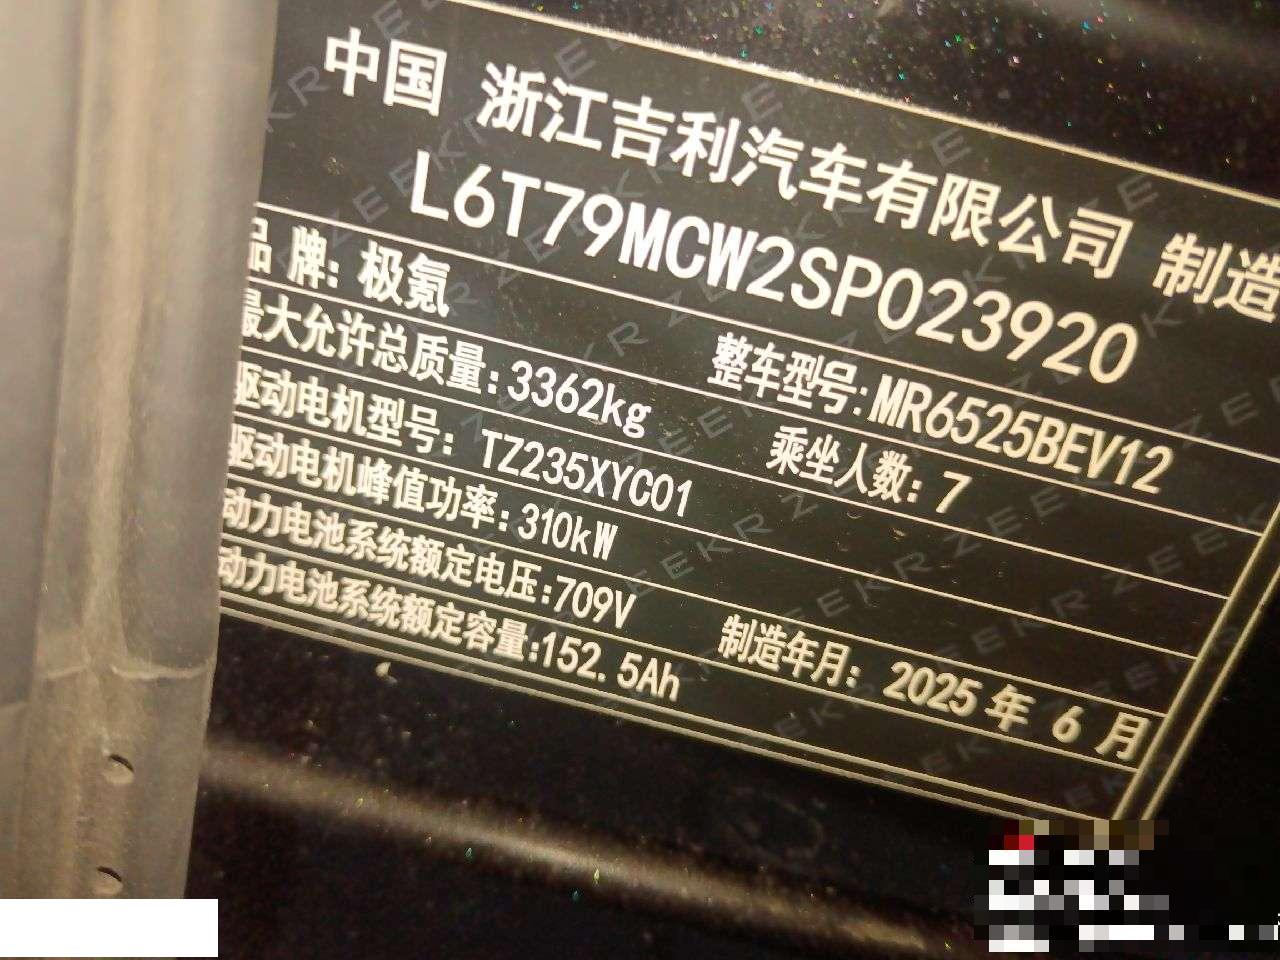 中国 浙江吉利汽车有限公司 制造
L6T79MCW2SP023920
品牌：极氪 整车型号：MR6525BEV12
最大允许总质量：3362kg 乘坐人数：7
驱动电机型号：TZ235XYC01
驱动电机峰值功率：310kW
动力电池系统额定电压：709V 制造年月：2025年6月
动力电池系统额定容量：152.5Ah
ZEEKR